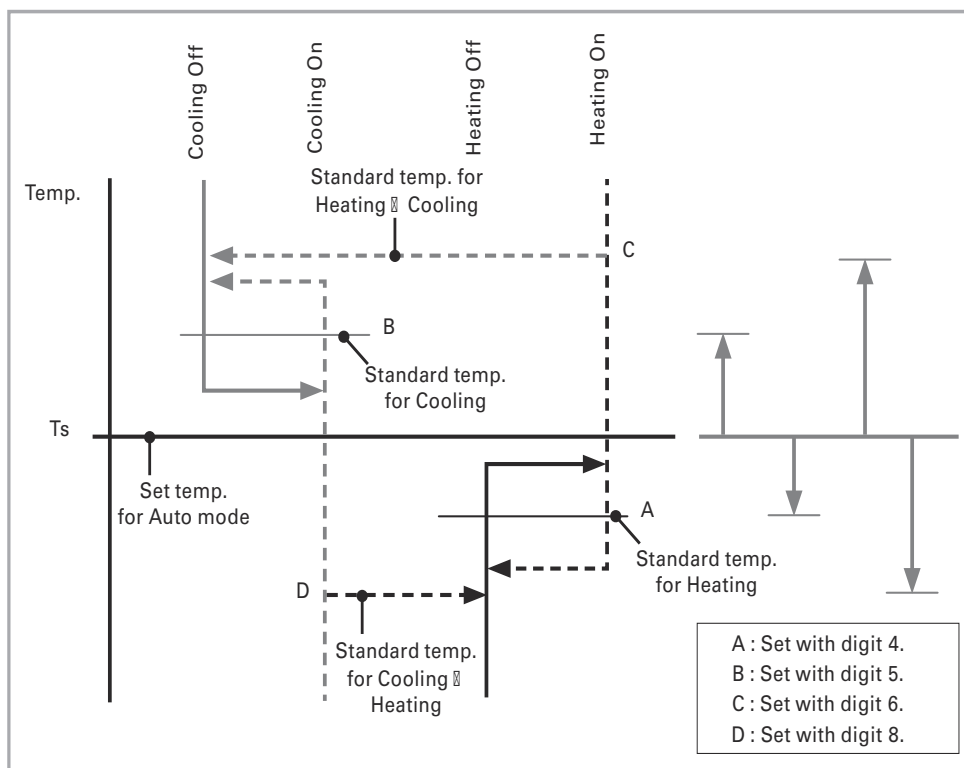 Cooling Off
Cooling On
Heating Off
Heating On
Temp.
Standard temp. for
Heating Cooling
C
B
Standard temp.
for Cooling
Ts
Set temp.
for Auto mode
A
Standard temp.
for Heating
D
Standard temp.
for Cooling
Heating
A : Set with digit 4.
B : Set with digit 5.
C : Set with digit 6.
D : Set with digit 8.